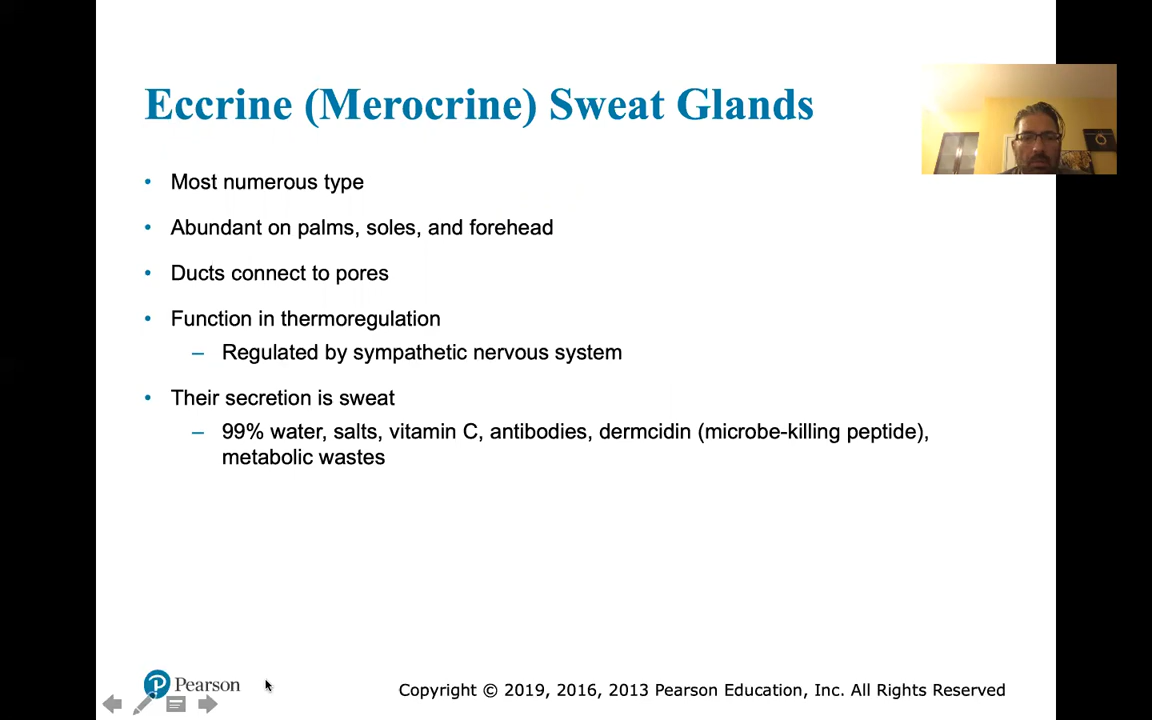 Eccrine (Merocrine) Sweat Glands
• Most numerous type
• Abundant on palms, soles, and forehead
• Ducts connect to pores
• Function in thermoregulation
– Regulated by sympathetic nervous system
• Their secretion is sweat
– 99% water, salts, vitamin C, antibodies, dermcidin (microbe-killing peptide),
metabolic wastes
P Pearson
Copyright © 2019, 2016, 2013 Pearson Education, Inc. All Rights Reserved